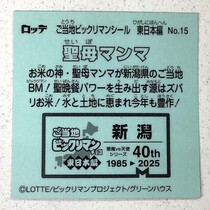 ロッテ ご当地ビックリマンシール 東日本編 No.15
聖母マンマ
お米の神・聖母マンマが新潟県のご当地
BM！聖晩餐パワーを生み出す源はズバ
リお米！水と土地に恵まれ今年も豊作！
ご当地
ビックリマン
東日本編
新潟
悪魔VS天使
シリーズ
40th
1985▶2025
©LOTTE/ビックリマンプロジェクト/グリーンハウス